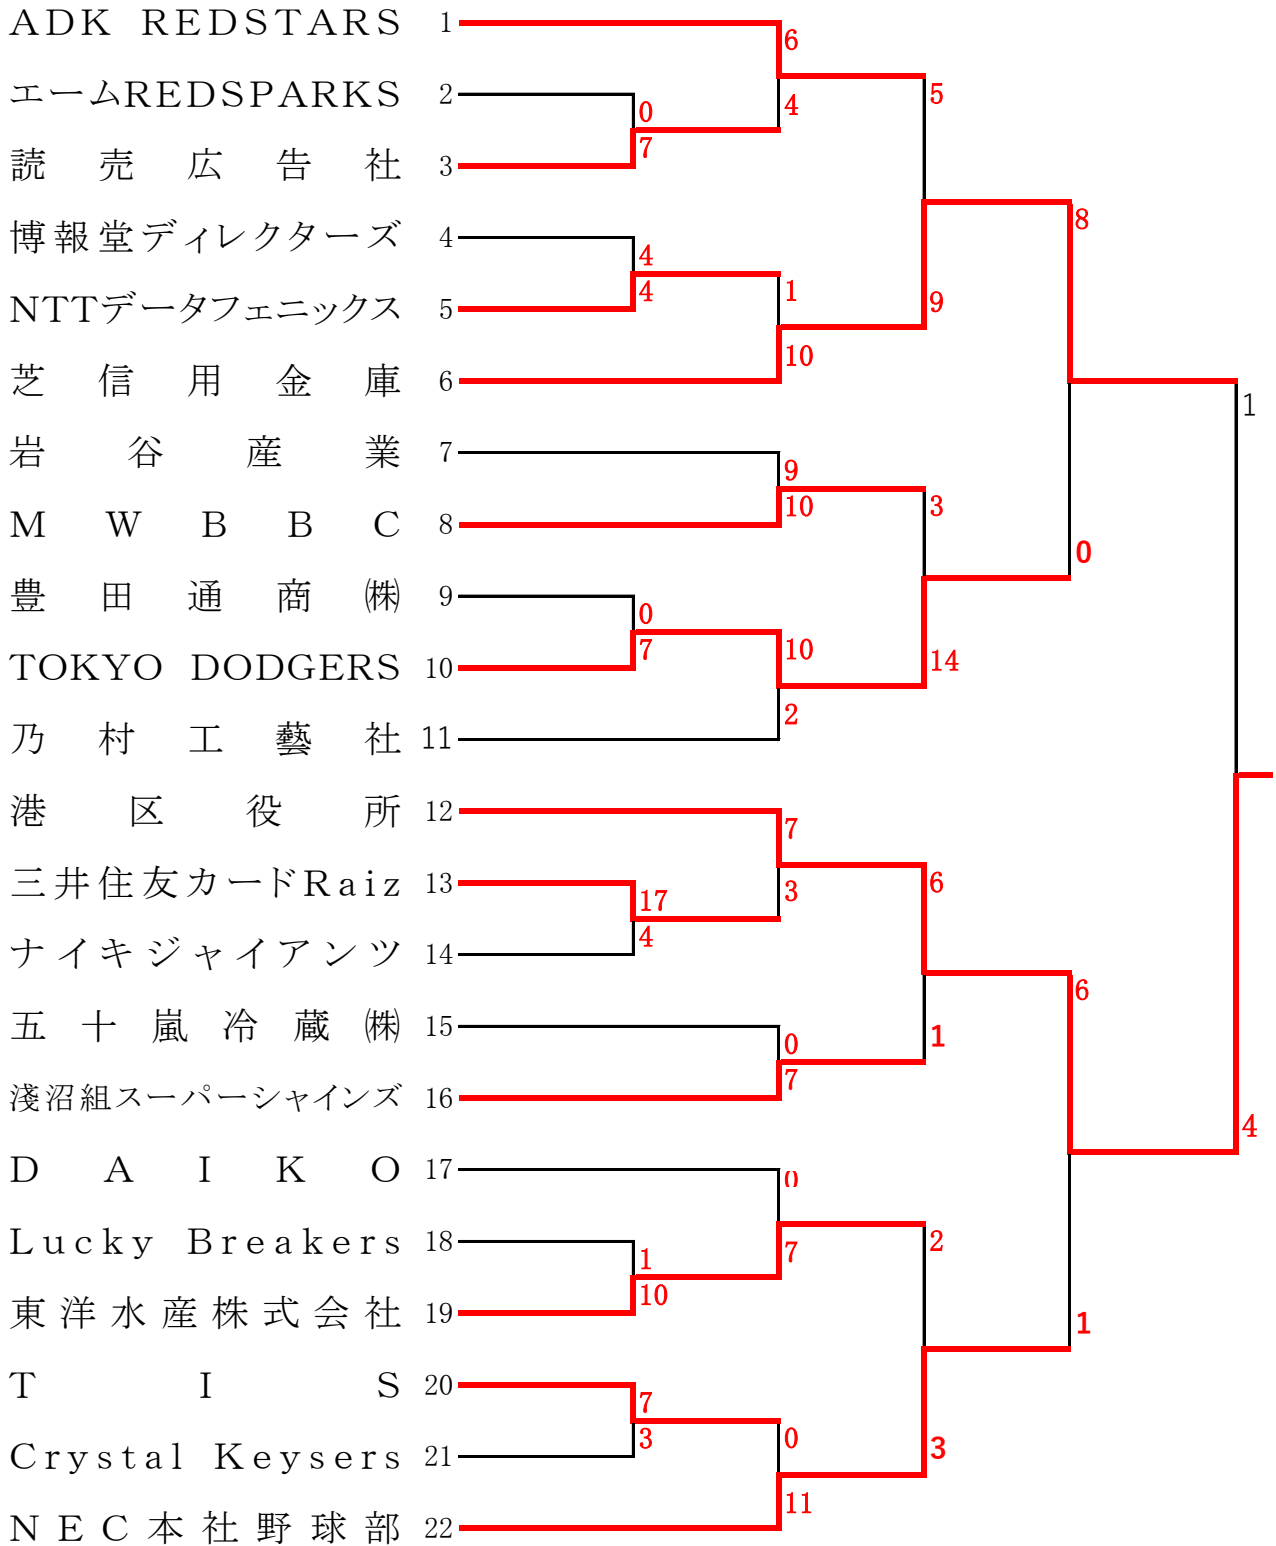 ADK REDSTARS 1
6
エームREDSPARKS 2
5
4
0
7
読売広告社 3
8
博報堂ディレクターズ 4
4
4
1
9
NTTデータフェニックス 5
10
芝信用金庫 6
1
岩谷産業 7
9
10
3
MWBBC 8
0
豊田通商㈱ 9
0
7
10
14
TOKYO DODGERS 10
2
乃村工藝社 11
港区役所 12
7
三井住友カードRaiz 13
6
3
17
4
ナイキジャイアンツ 14
6
五十嵐冷蔵㈱ 15
1
0
7
淺沼組スーパーシャインズ 16
4
DAIKO 17
0
Lucky Breakers 18
2
7
1
10
東洋水産株式会社 19
1
TIS 20
7
3
0
3
Crystal Keysers 21
11
NEC本社野球部 22